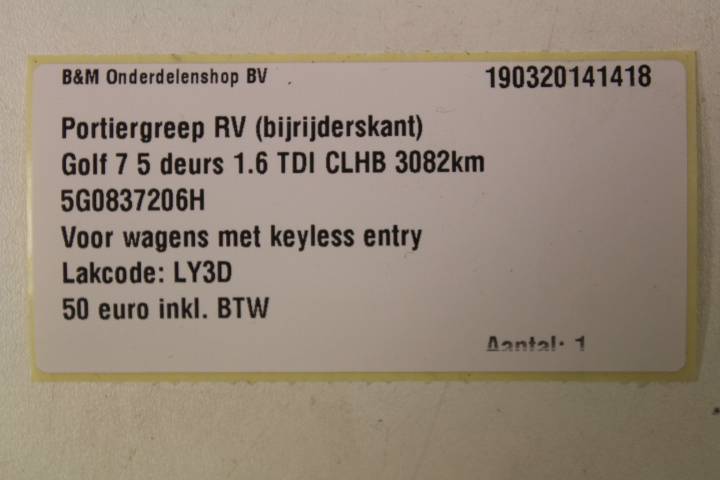 B&M Onderdelenshop BV 190320141418
Portiergreep RV (bijrijderskant)
Golf 7 5 deurs 1.6 TDI CLHB 3082km
5G0837206H
Voor wagens met keyless entry
Lakcode: LY3D
50 euro inkl. BTW
Aantal: 1